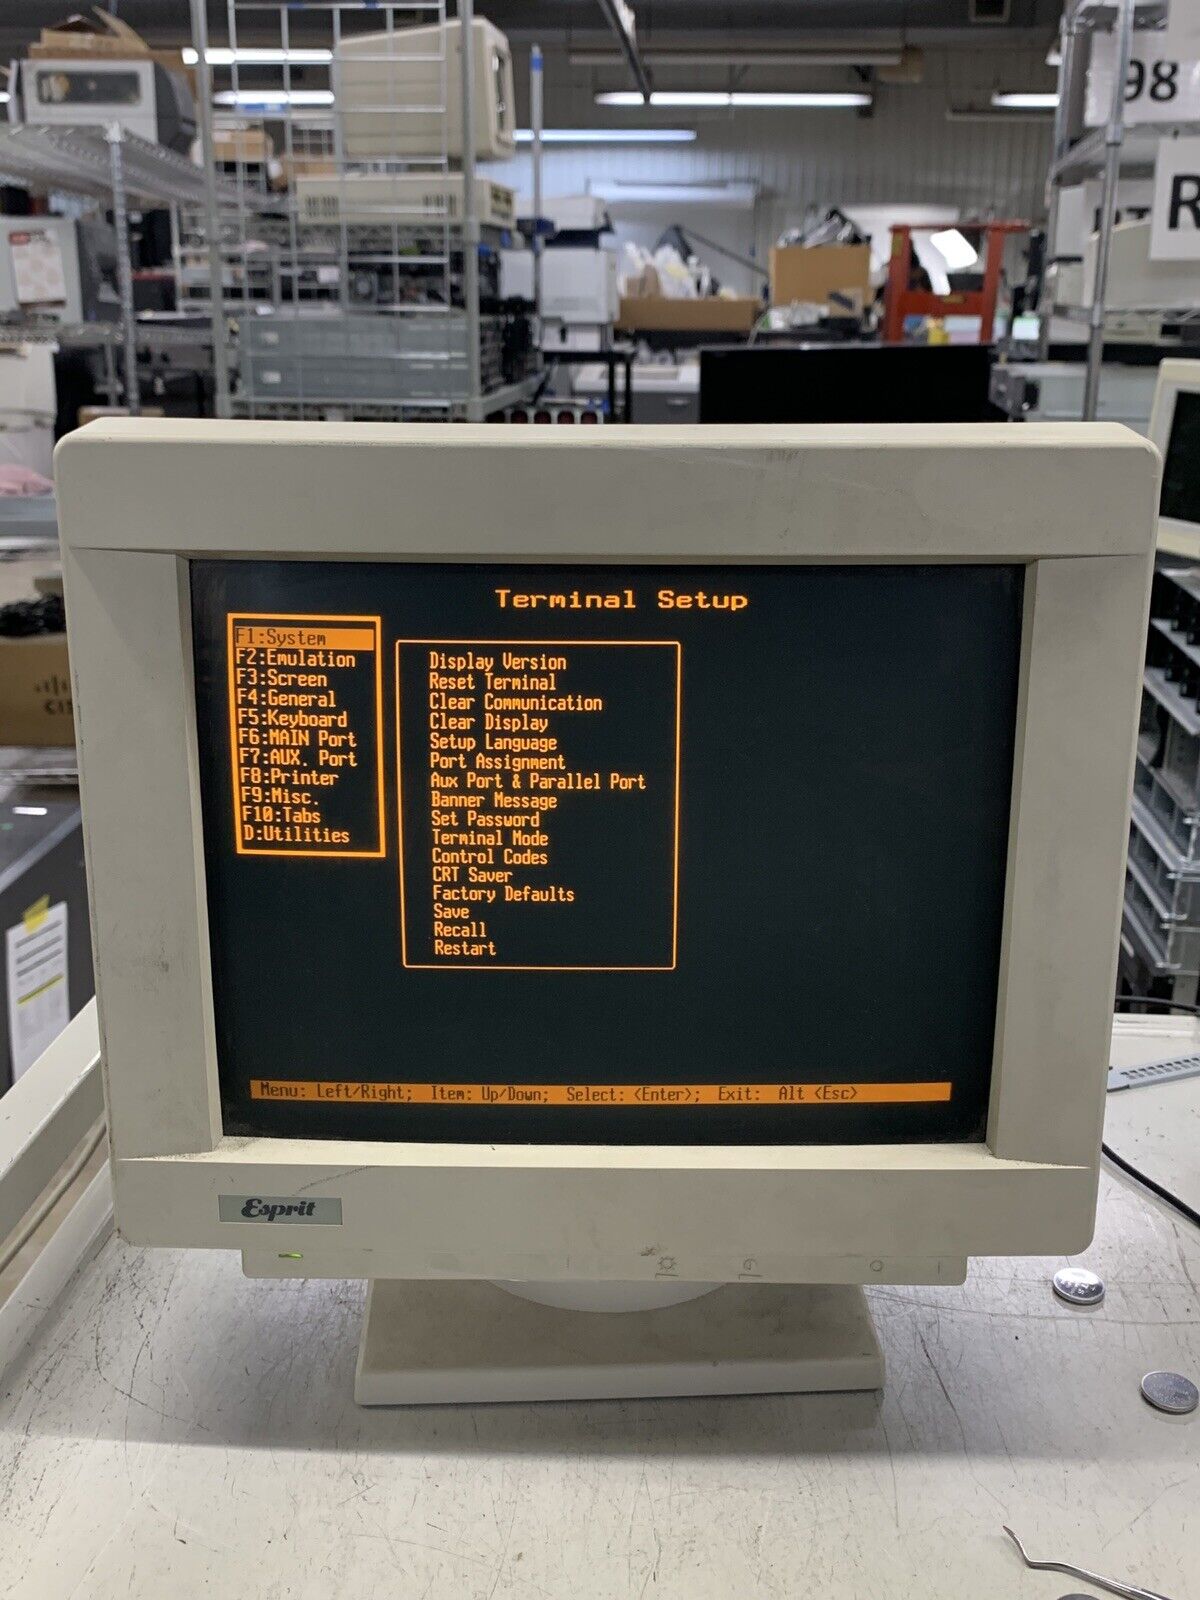 98
R
Terminal Setup
F1:System
F2:Emulation
F3:Screen
F4:General
F5:Keyboard
F6:MAIN Port
F7:AUX. Port
F8:Printer
F9:Misc.
F10:Tabs
D:Utilities
Display Version
Reset Terminal
Clear Communication
Clear Display
Setup Language
Port Assignment
Aux Port & Parallel Port
Banner Message
Set Password
Terminal Mode
Control Codes
CRT Saver
Factory Defaults
Save
Recall
Restart
Menu: Left/Right; Item: Up/Down; Select: <Enter>; Exit: Alt <Esc>
Esprit